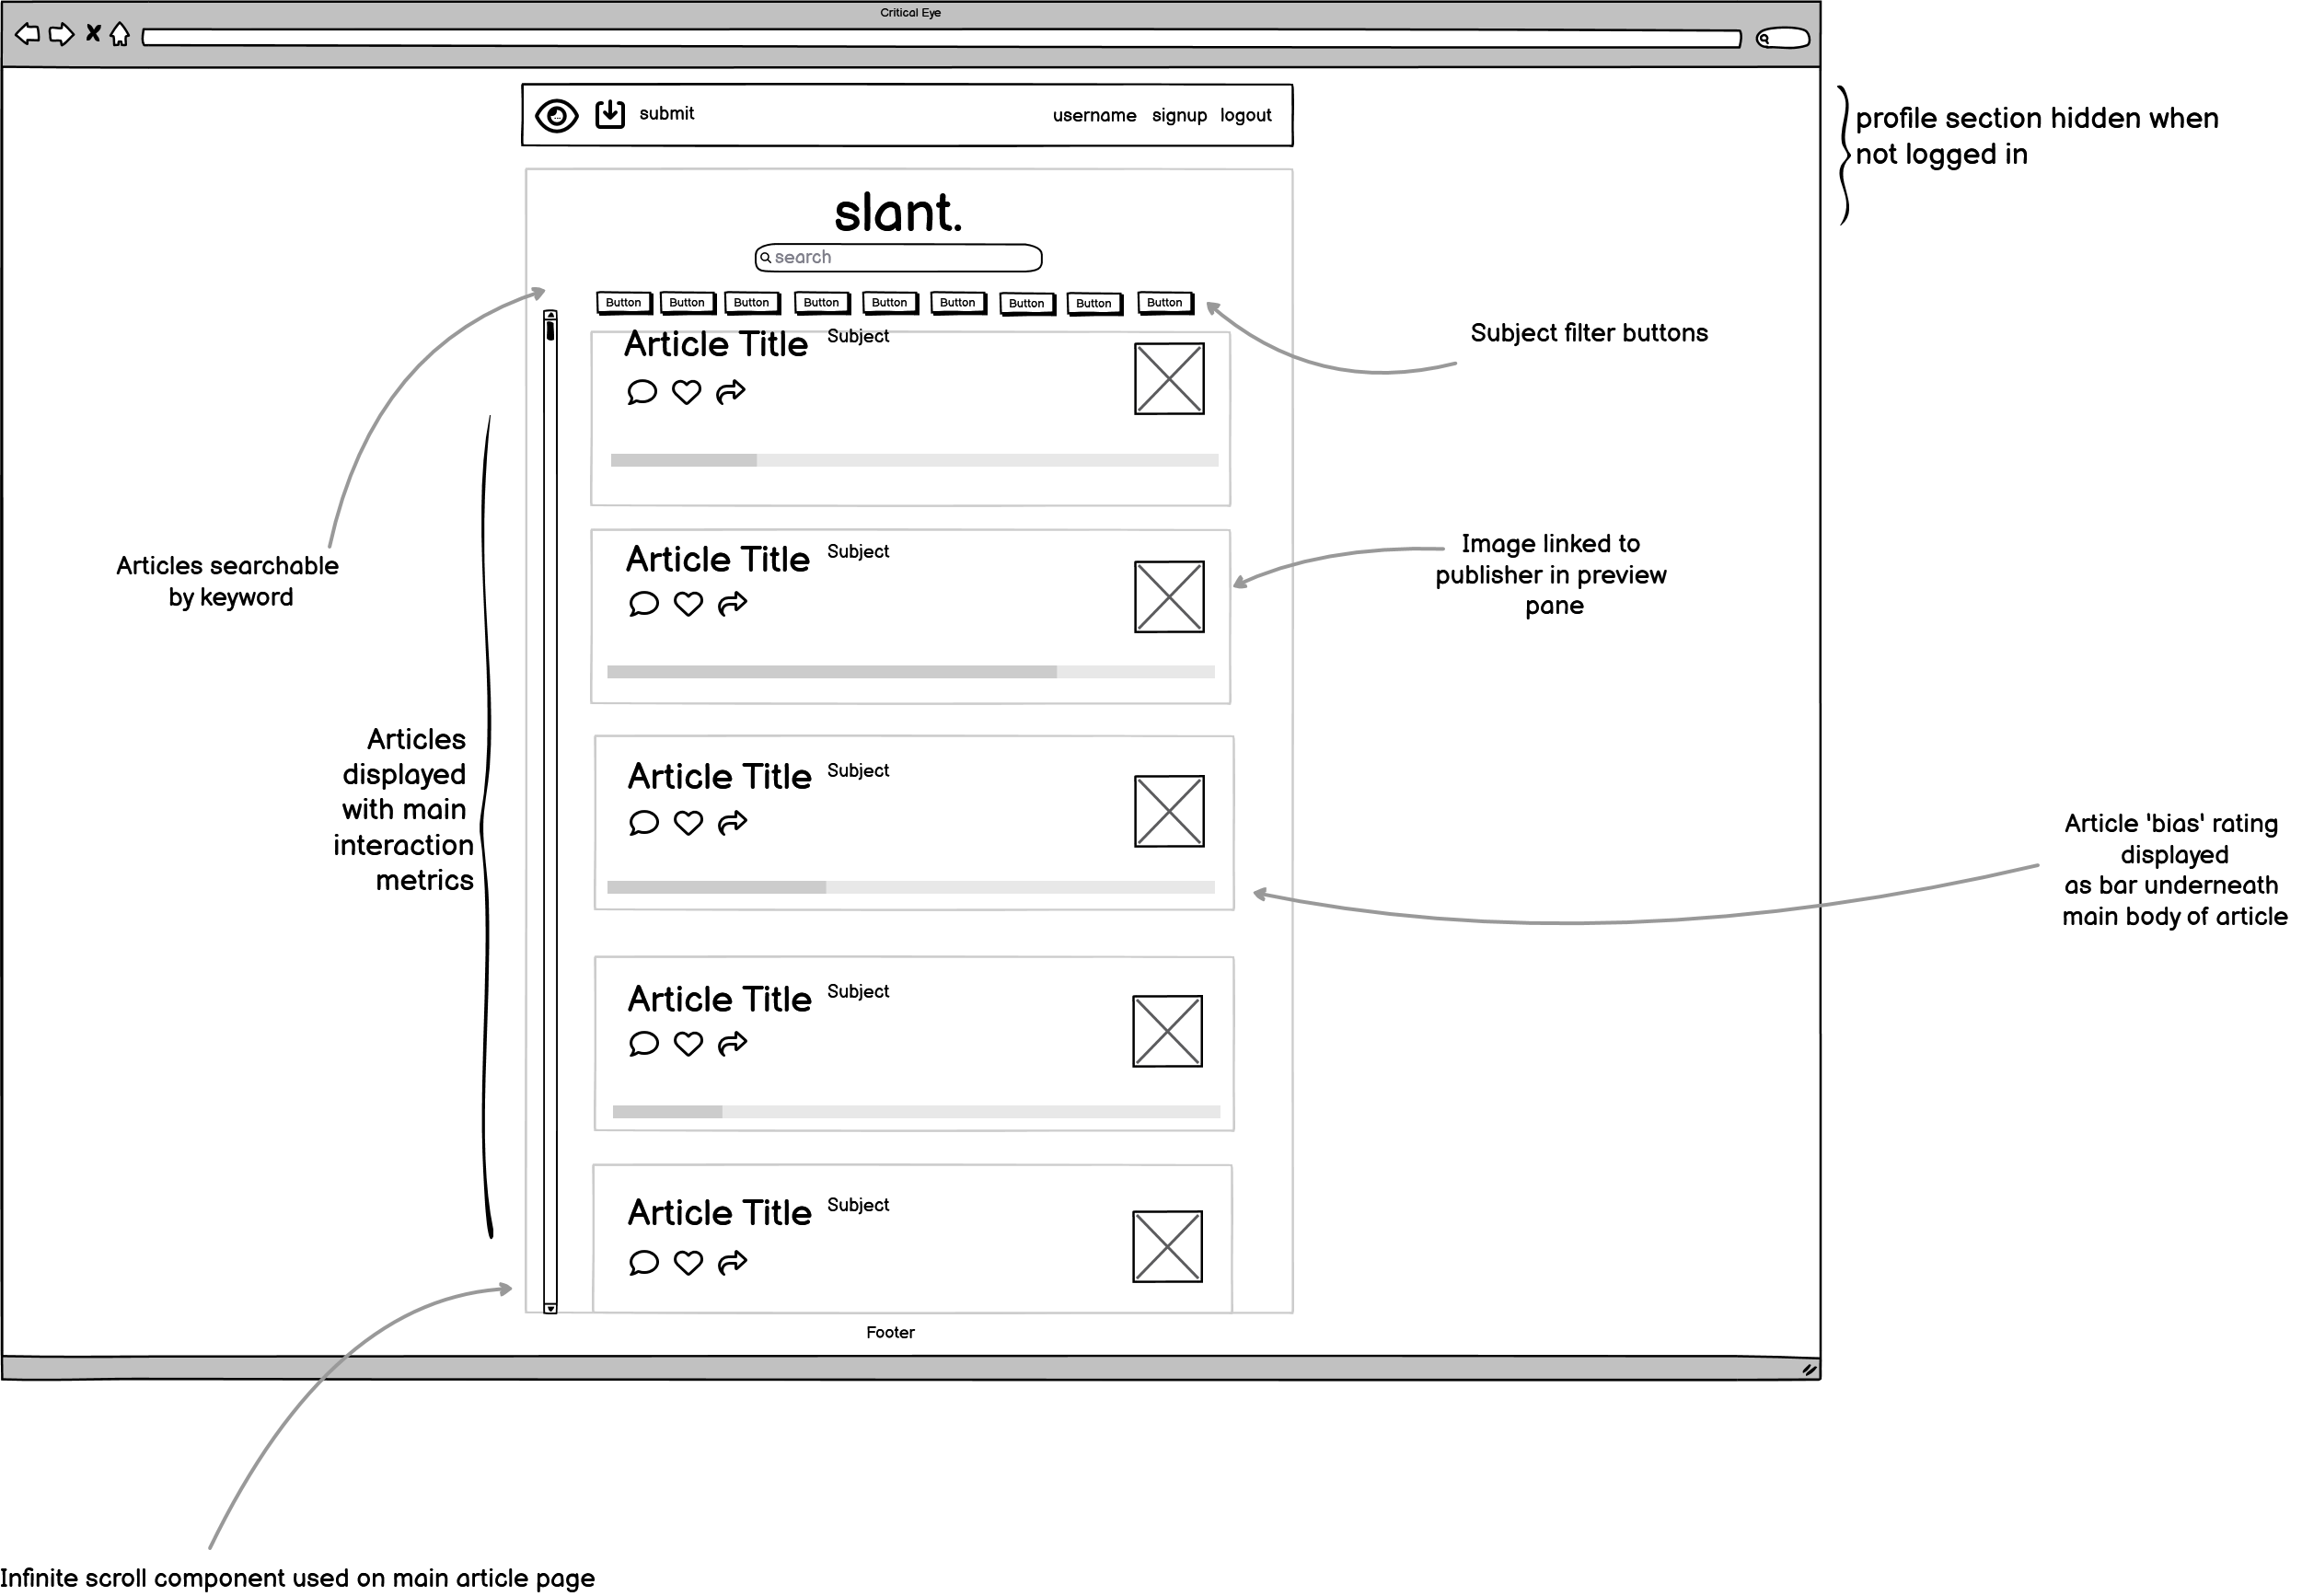 Critical Eye
submit
username signup logout
profile section hidden when
not logged in
slant.
search
Button Button Button Button Button Button Button Button Button
Subject filter buttons
Article Title Subject
Articles searchable
by keyword
Article Title Subject
Image linked to
publisher in preview
pane
Articles
displayed
with main
interaction
metrics
Article Title Subject
Article 'bias' rating
displayed
as bar underneath
main body of article
Article Title Subject
Article Title Subject
Footer
Infinite scroll component used on main article page